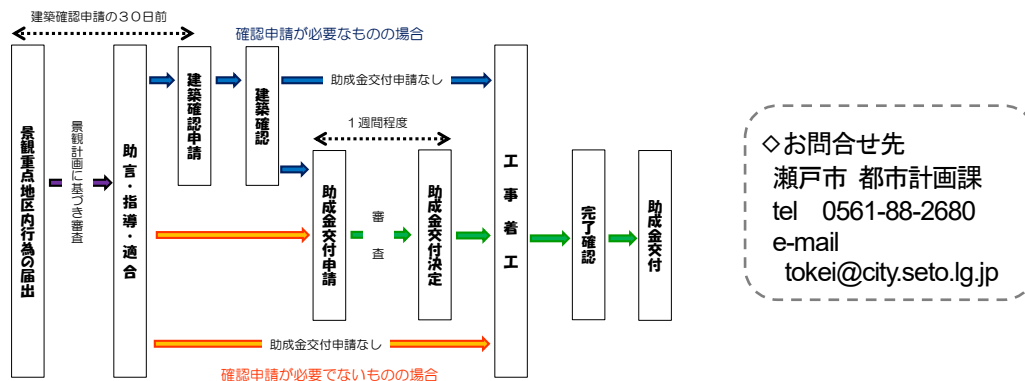 建築確認申請の３０日前
確認申請が必要なものの場合
景観重点地区内行為の届出
景観計画に基づき審査
助言・指導・適合
建築確認申請
建築確認
助成金交付申請なし
１週間程度
助成金交付申請
審査
助成金交付決定
工事着工
完了確認
助成金交付
助成金交付申請なし
確認申請が必要でないものの場合
◇お問合せ先
瀬戸市 都市計画課
tel 0561-88-2680
e-mail
tokei@city.seto.lg.jp